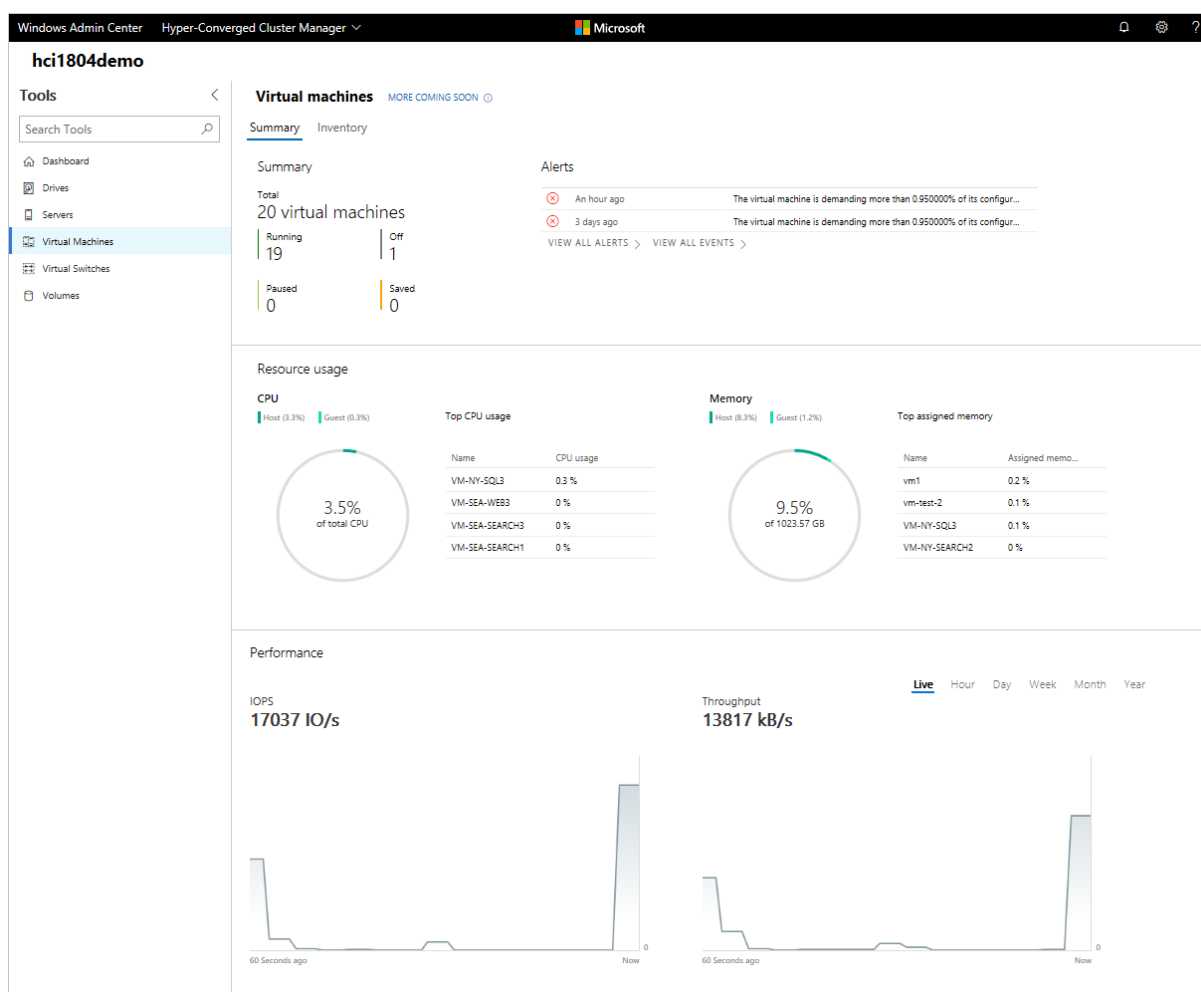 Windows Admin Center Hyper-Converged Cluster Manager Microsoft ?
hci1804demo
Tools
Search Tools
Dashboard
Drives
Servers
Virtual Machines
Virtual Switches
Volumes
Virtual machines MORE COMING SOON
Summary Inventory
Summary
Total
20 virtual machines
Running Off
19 1
Paused Saved
0 0
Alerts
An hour ago The virtual machine is demanding more than 0.950000% of its configur...
3 days ago The virtual machine is demanding more than 0.950000% of its configur...
VIEW ALL ALERTS > VIEW ALL EVENTS >
Resource usage
CPU
Host (3.3%) Guest (0.3%)
3.5%
of total CPU
Top CPU usage
Name CPU usage
VM-NY-SQL3 0.3 %
VM-SEA-WEB3 0 %
VM-SEA-SEARCH3 0 %
VM-SEA-SEARCH1 0 %
Memory
Host (8.3%) Guest (1.2%)
9.5%
of 1023.57 GB
Top assigned memory
Name Assigned memo...
vm1 0.2 %
vm-test-2 0.1 %
VM-NY-SQL3 0.1 %
VM-NY-SEARCH2 0 %
Performance
Live Hour Day Week Month Year
IOPS
17037 IO/s
0
60 Seconds ago Now
Throughput
13817 kB/s
0
60 Seconds ago Now